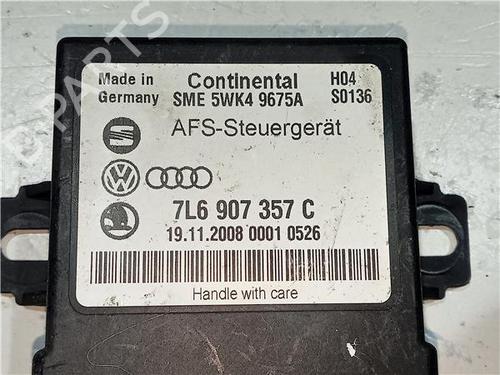 B-PARTS
Made in Continental H04
Germany SME 5WK4 9675A S0136
AFS-Steuergerät
7L6 907 357 C
19.11.2008 0001 0526
Handle with care